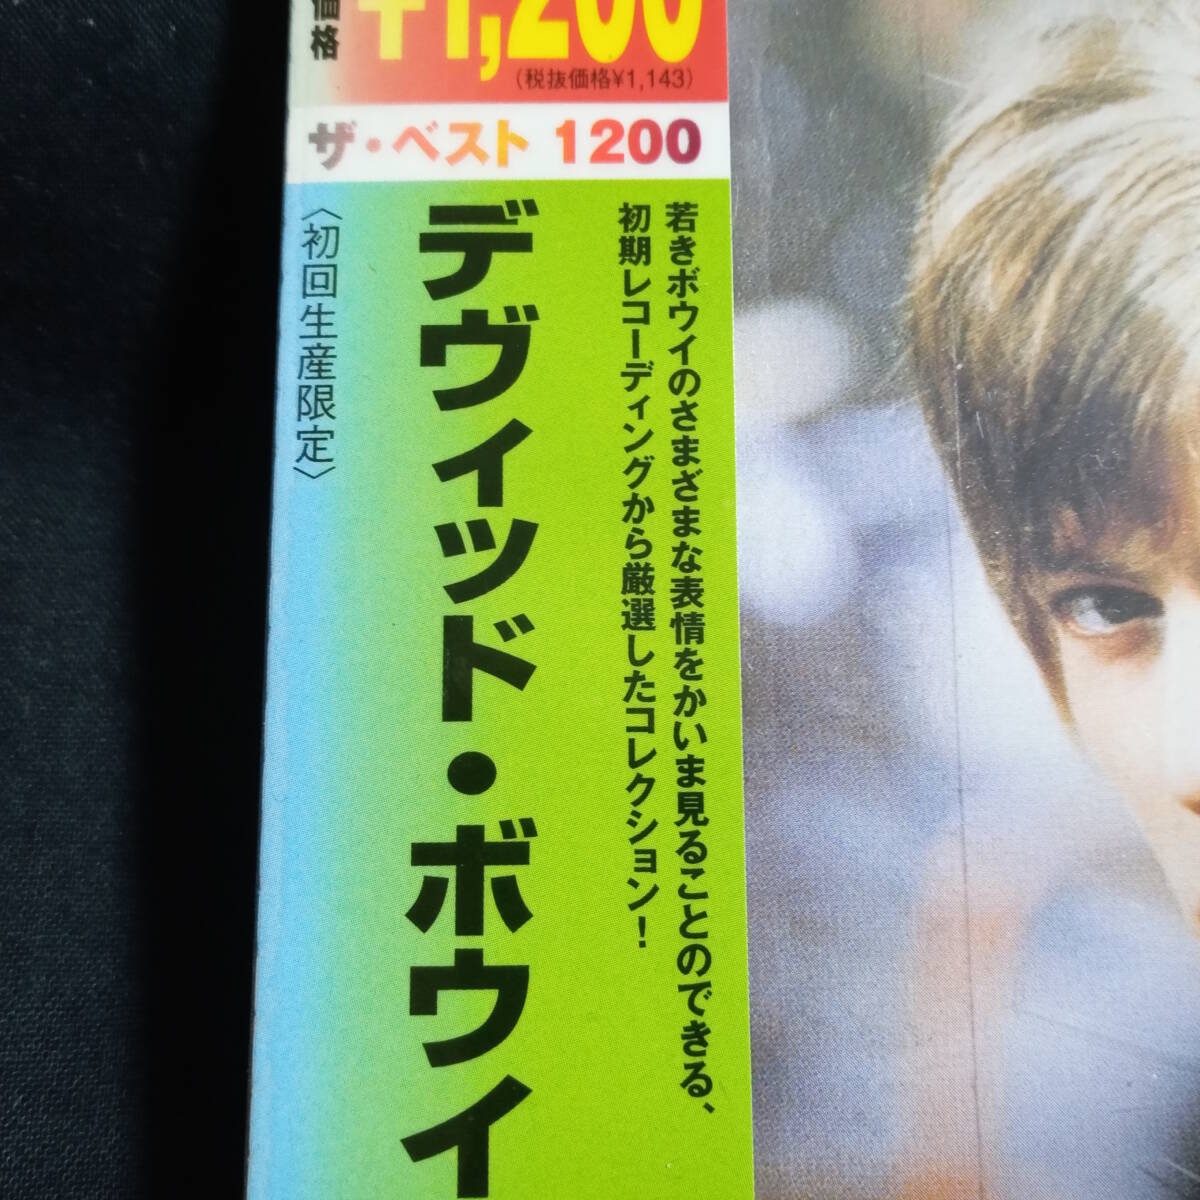 価格
¥1,200
(税抜価格¥1,143)
ザ・ベスト 1200
若きボウイのさまざまな表情をかいま見ることのできる、
初期レコーディングから厳選したコレクション!
デヴィッド・ボウイ
〈初回生産限定〉